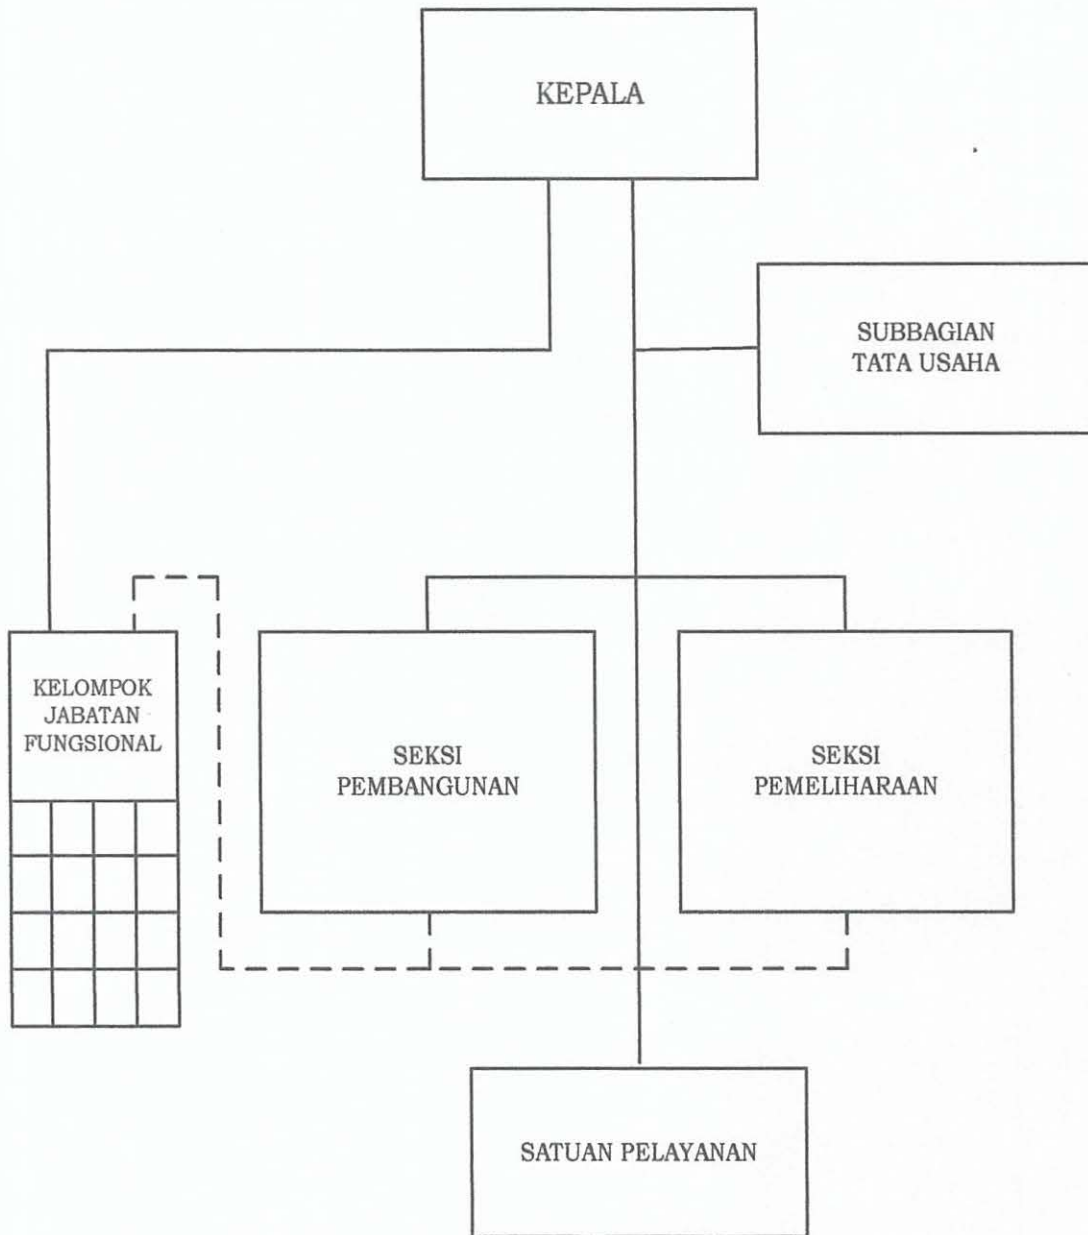 KEPALA
SUBBAGIAN
TATA USAHA
KELOMPOK
JABATAN
FUNGSIONAL
SEKSI
PEMBANGUNAN
SEKSI
PEMELIHARAAN
SATUAN PELAYANAN